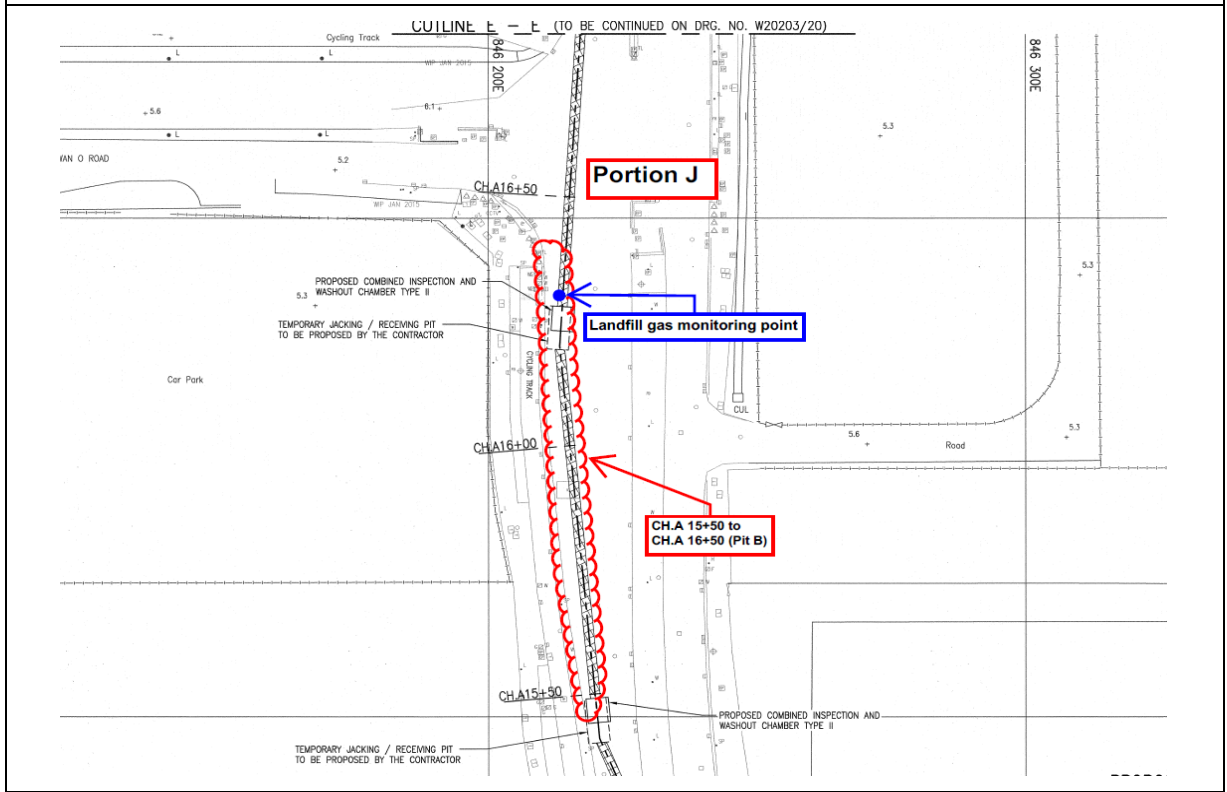 CUTLINE E — E (TO BE CONTINUED ON DRG. NO. W20203/20)
Cycling Track
846 200E
846 300E
WIP JAN 2015
L
L
6.1
5.6
5.3
L
L
5.2
CH.A16+50
Portion J
WIP JAN 2015
PROPOSED COMBINED INSPECTION AND
WASHOUT CHAMBER TYPE II
5.3
5.3
Landfill gas monitoring point
TEMPORARY JACKING / RECEIVING PIT
TO BE PROPOSED BY THE CONTRACTOR
CYCLING TRACK
Car Park
CUL
5.6
5.3
Road
CH.A16+00
CH.A 15+50 to
CH.A 16+50 (Pit B)
CH.A15+50
PROPOSED COMBINED INSPECTION AND
WASHOUT CHAMBER TYPE II
TEMPORARY JACKING / RECEIVING PIT
TO BE PROPOSED BY THE CONTRACTOR